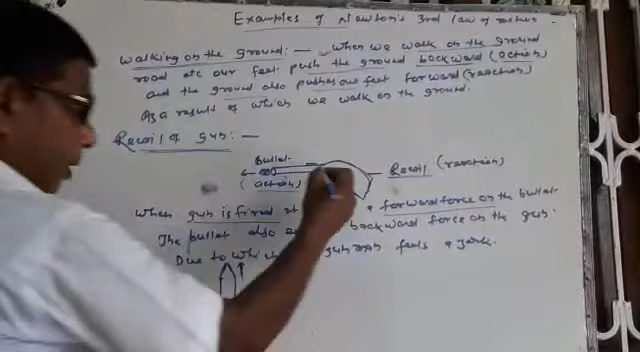 Examples of Newton's 3rd law of motion -
Walking on the ground: — When we walk on the ground
road etc our feet push the ground backward (action)
and the ground also pushes our feet forward (reaction)
As a result of which we walk on the ground.
Recoil of gun: —
Bullet
(action)
Recoil (reaction)
When gun is fired it a forward force on the bullet.
The bullet also backward force on the gun.
Due to which gunman feels a jerk.